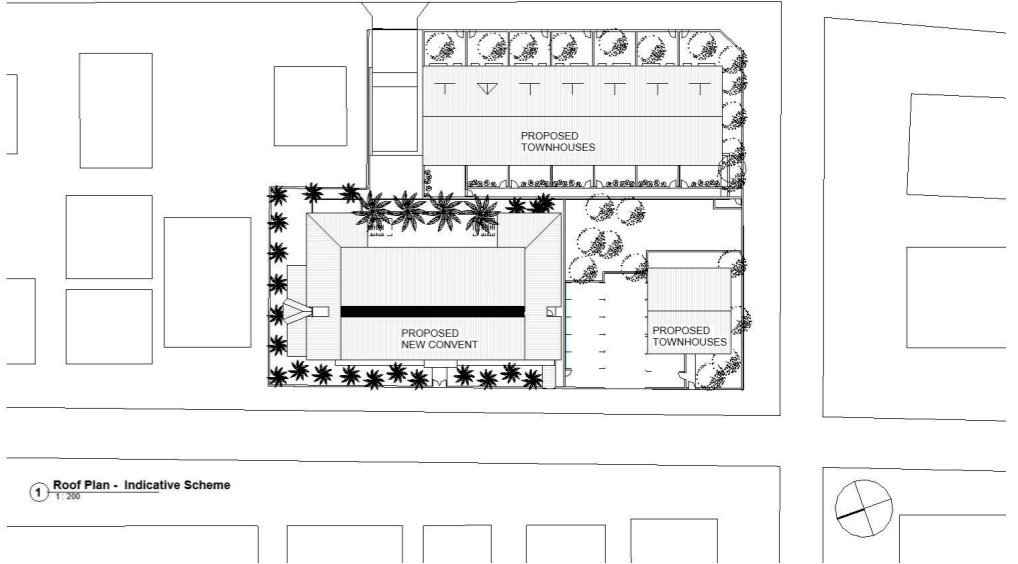 PROPOSED
TOWNHOUSES
PROPOSED
NEW CONVENT
PROPOSED
TOWNHOUSES
1
Roof Plan - Indicative Scheme
1 : 200